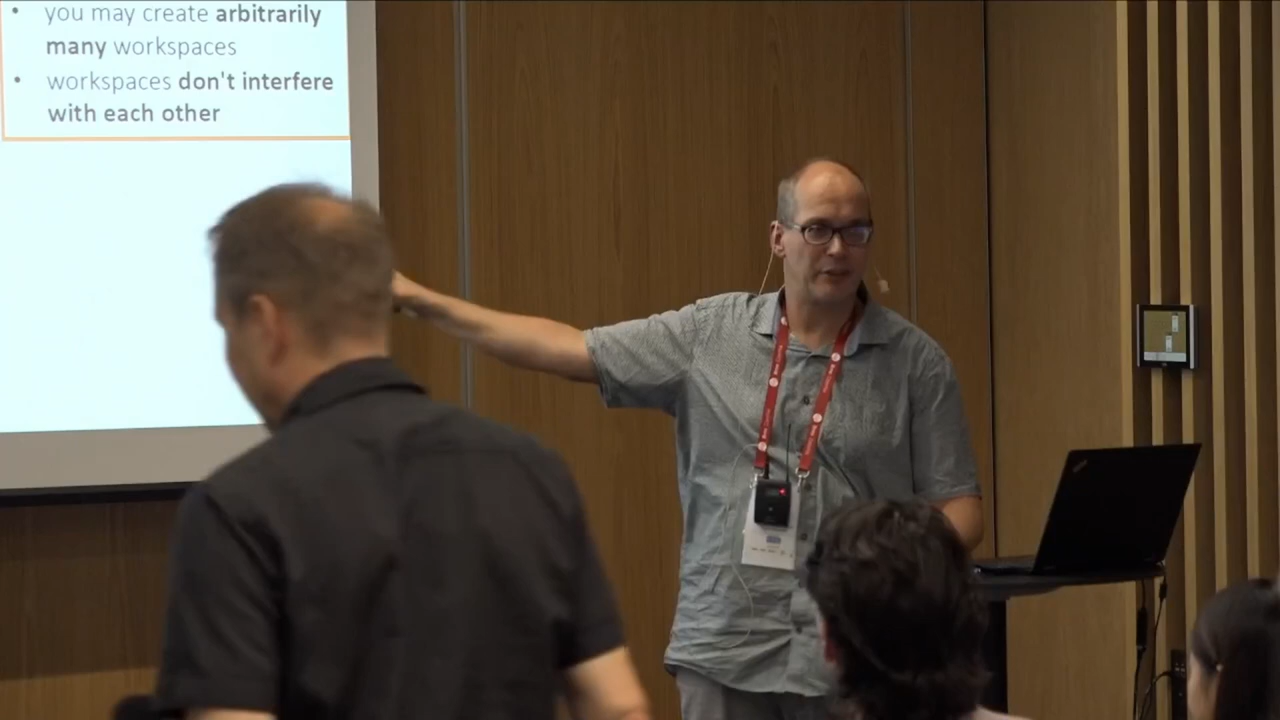 • you may create arbitrarily
many workspaces
• workspaces don't interfere
with each other